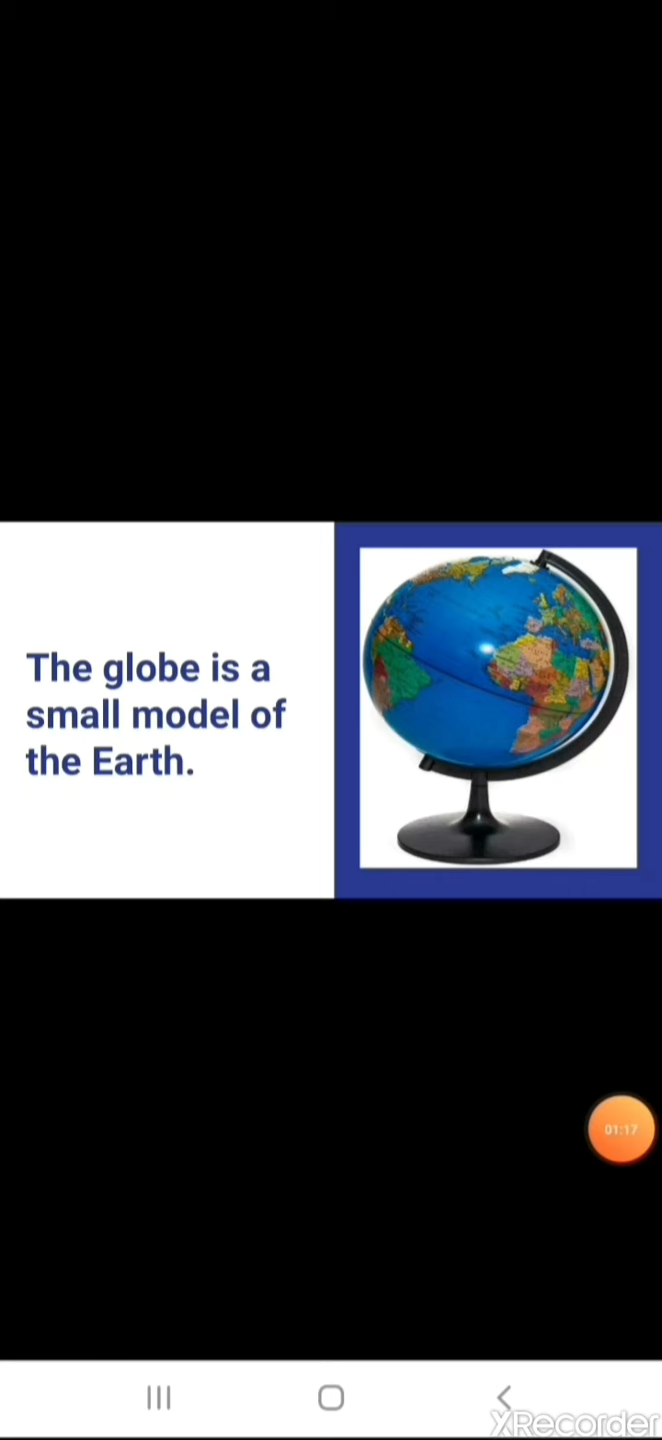 The globe is a
small model of
the Earth.
01:17
XRecorder